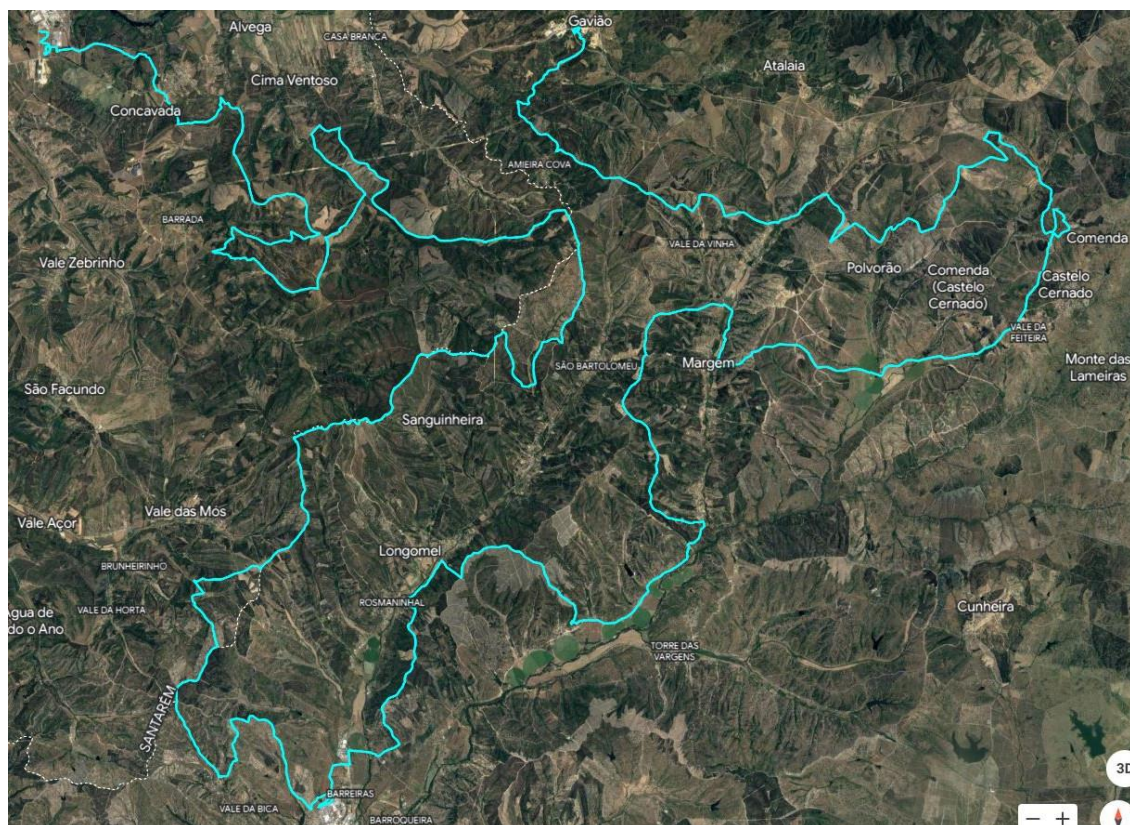 Gavião
Alvega
CASA BRANCA
Atalaia
Cima Ventoso
Concavada
AMIEIRA COVA
BARRADA
VALE DA VINHA
Comenda
Vale Zebrinho
Polvorão
Comenda
(Castelo
Cernado)
Castelo
Cernado
VALE DA
FEITEIRA
Margem
SÃO BARTOLOMEU
Monte das
Lameiras
São Facundo
Sanguinheira
Vale das Mós
Vale Açor
Longomel
BRUNHEIRINHO
ROSMANINHAL
VALE DA HORTA
Água de
do o Ano
Cunheira
TORRE DAS
VARGENS
SANTARÉM
3D
BARREIRAS
VALE DA BICA
BARROQUEIRA
− +